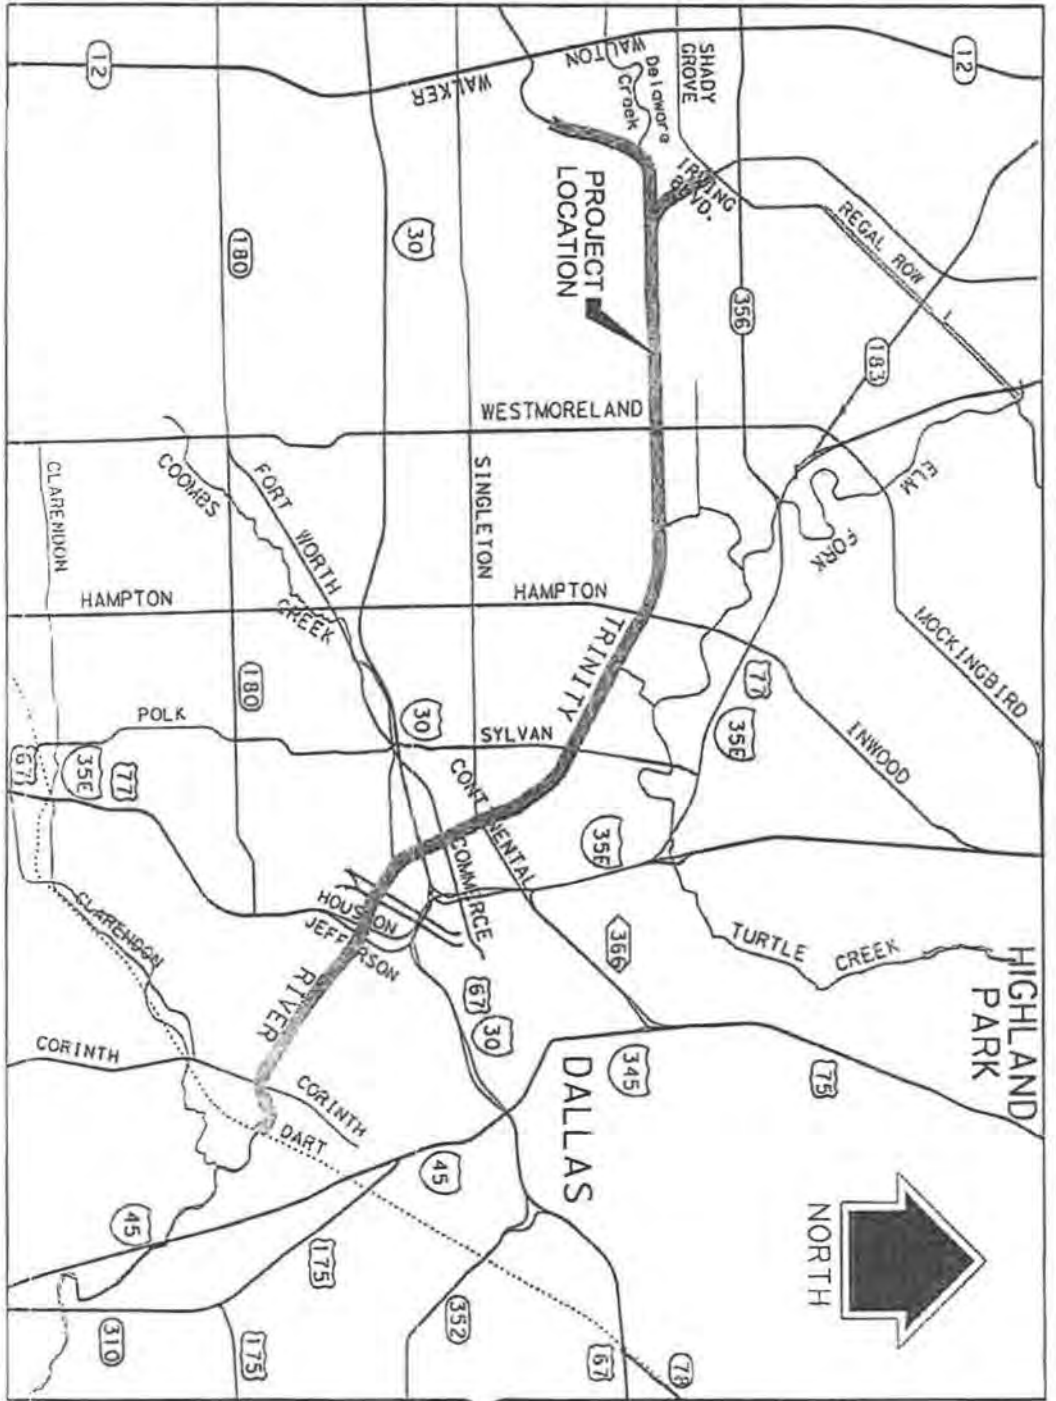 12
HIGHLAND
PARK
MOCKINGBIRD
ELM
FORK
183
REGAL ROW
INWOOD
TURTLE CREEK
75
NORTH
356
77
35E
SHADY
GROVE
IRVING
BLVD.
Delaware
Creek
WALTON
WALKER
PROJECT
LOCATION
WESTMORELAND
HAMPTON
TRINITY
SYLVAN
35E
366
345
DALLAS
78
67
SINGLETON
CONTINENTAL
COMMERCE
67
30
352
45
30
30
HOUSTON
JEFFERSON
RIVER
CORINTH
DART
175
FORT WORTH
CREEK
COOMBS
180
180
175
HAMPTON
POLK
77
35E
67
CLARENDON
CLARENDON
CORINTH
45
310
12